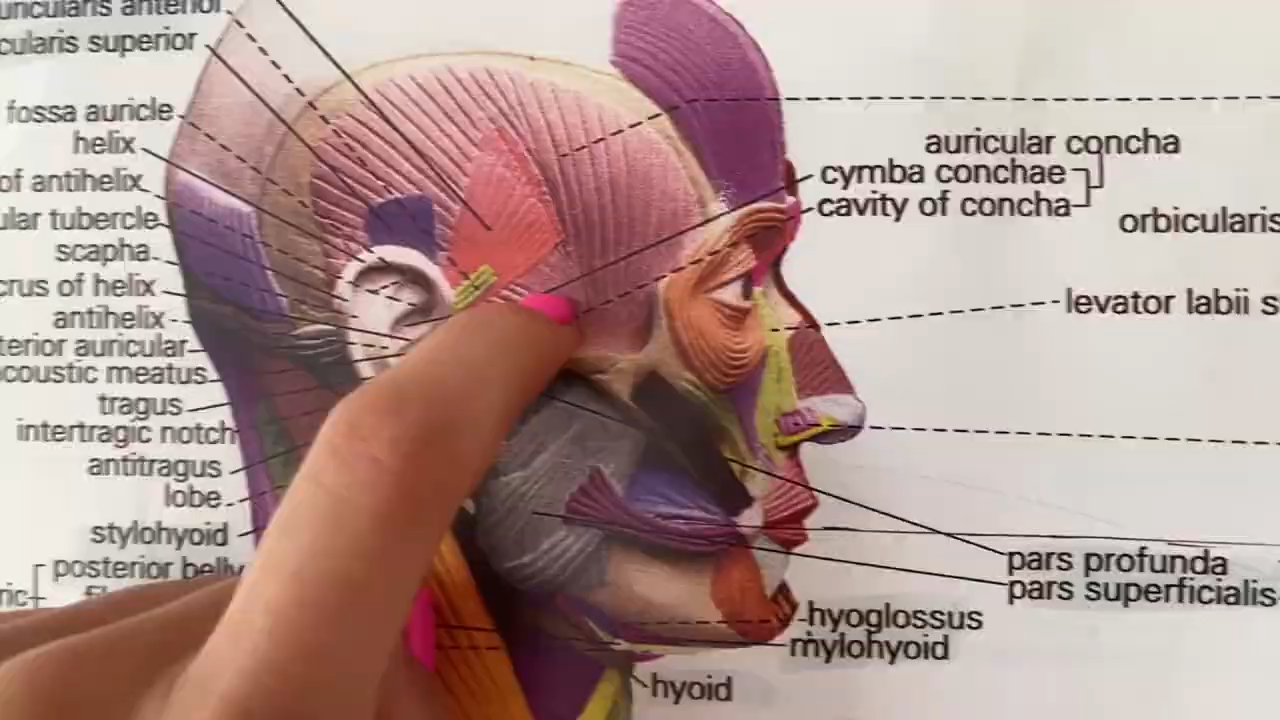 cularis superior
fossa auricle
helix
of antihelix
ular tubercle
scapha
crus of helix
antihelix
terior auricular
coustic meatus
tragus
intertragic notch
antitragus
lobe
stylohyoid
posterior belly
auricular concha
cymba conchae
cavity of concha
orbicularis
levator labii s
pars profunda
pars superficialis
hyoglossus
mylohyoid
hyoid